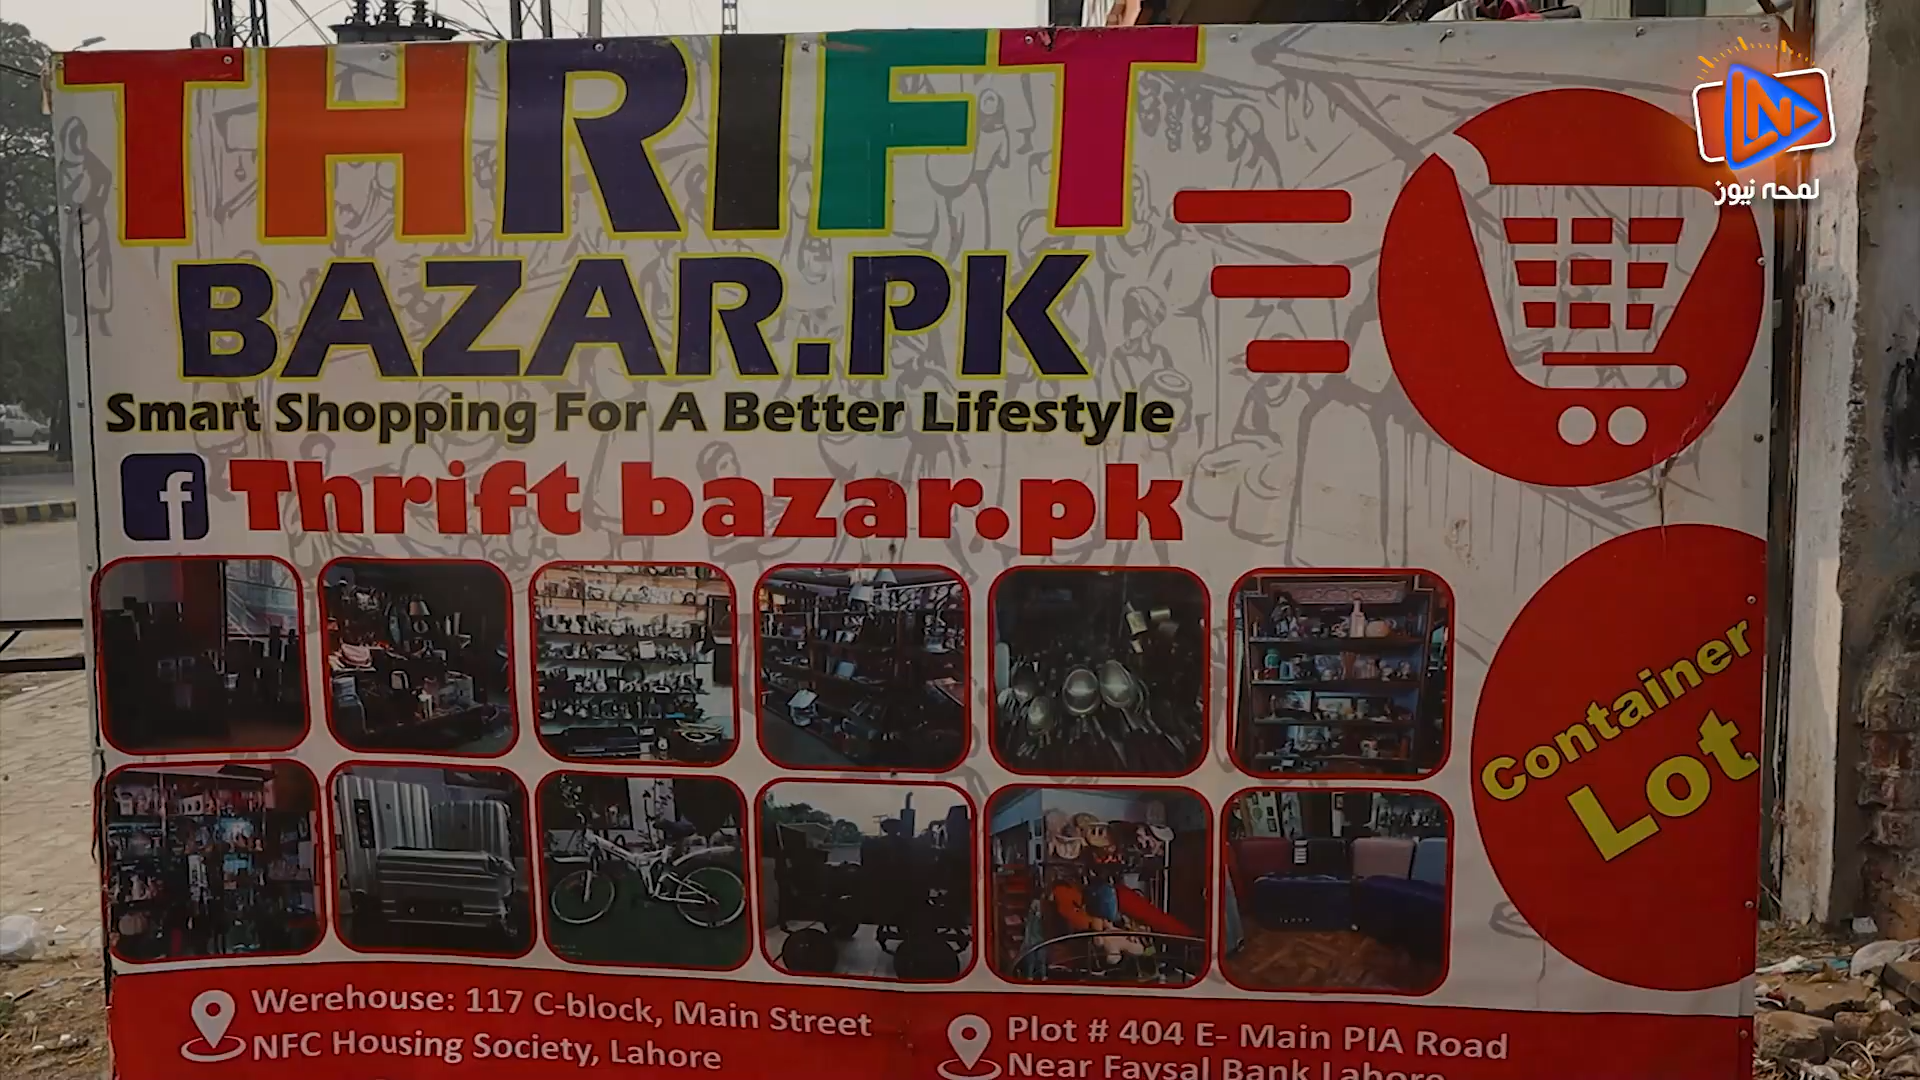 THRIFT
لمحہ نیوز
BAZAR.PK
Smart Shopping For A Better Lifestyle
f Thrift bazar.pk
Container
Lot
Werehouse: 117 C-block, Main Street
NFC Housing Society, Lahore
Plot # 404 E- Main PIA Road
Near Faysal Bank Lahore